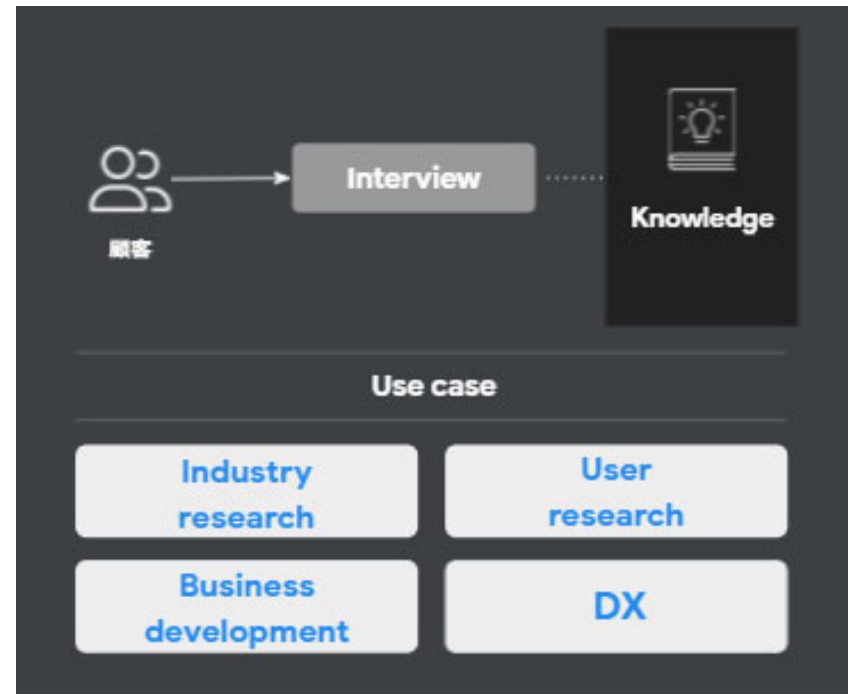 Interview
Knowledge
顧客
Use case
Industry
research
User
research
Business
development
DX